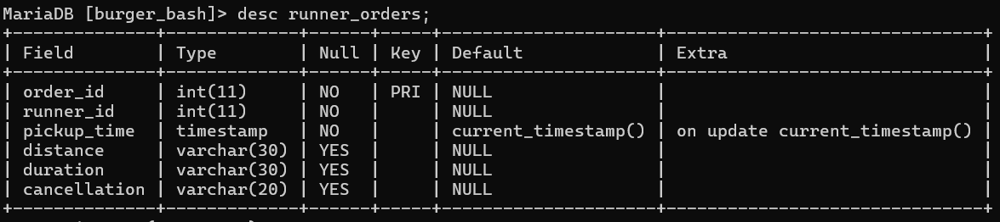 MariaDB [burger_bash]> desc runner_orders;
+--------------+-------------+------+-----+---------------------+-------------------------------+
| Field        | Type        | Null | Key | Default             | Extra                         |
+--------------+-------------+------+-----+---------------------+-------------------------------+
| order_id     | int(11)     | NO   | PRI | NULL                |                               |
| runner_id    | int(11)     | NO   |     | NULL                |                               |
| pickup_time  | timestamp   | NO   |     | current_timestamp() | on update current_timestamp() |
| distance     | varchar(30) | YES  |     | NULL                |                               |
| duration     | varchar(30) | YES  |     | NULL                |                               |
| cancellation | varchar(20) | YES  |     | NULL                |                               |
+--------------+-------------+------+-----+---------------------+-------------------------------+